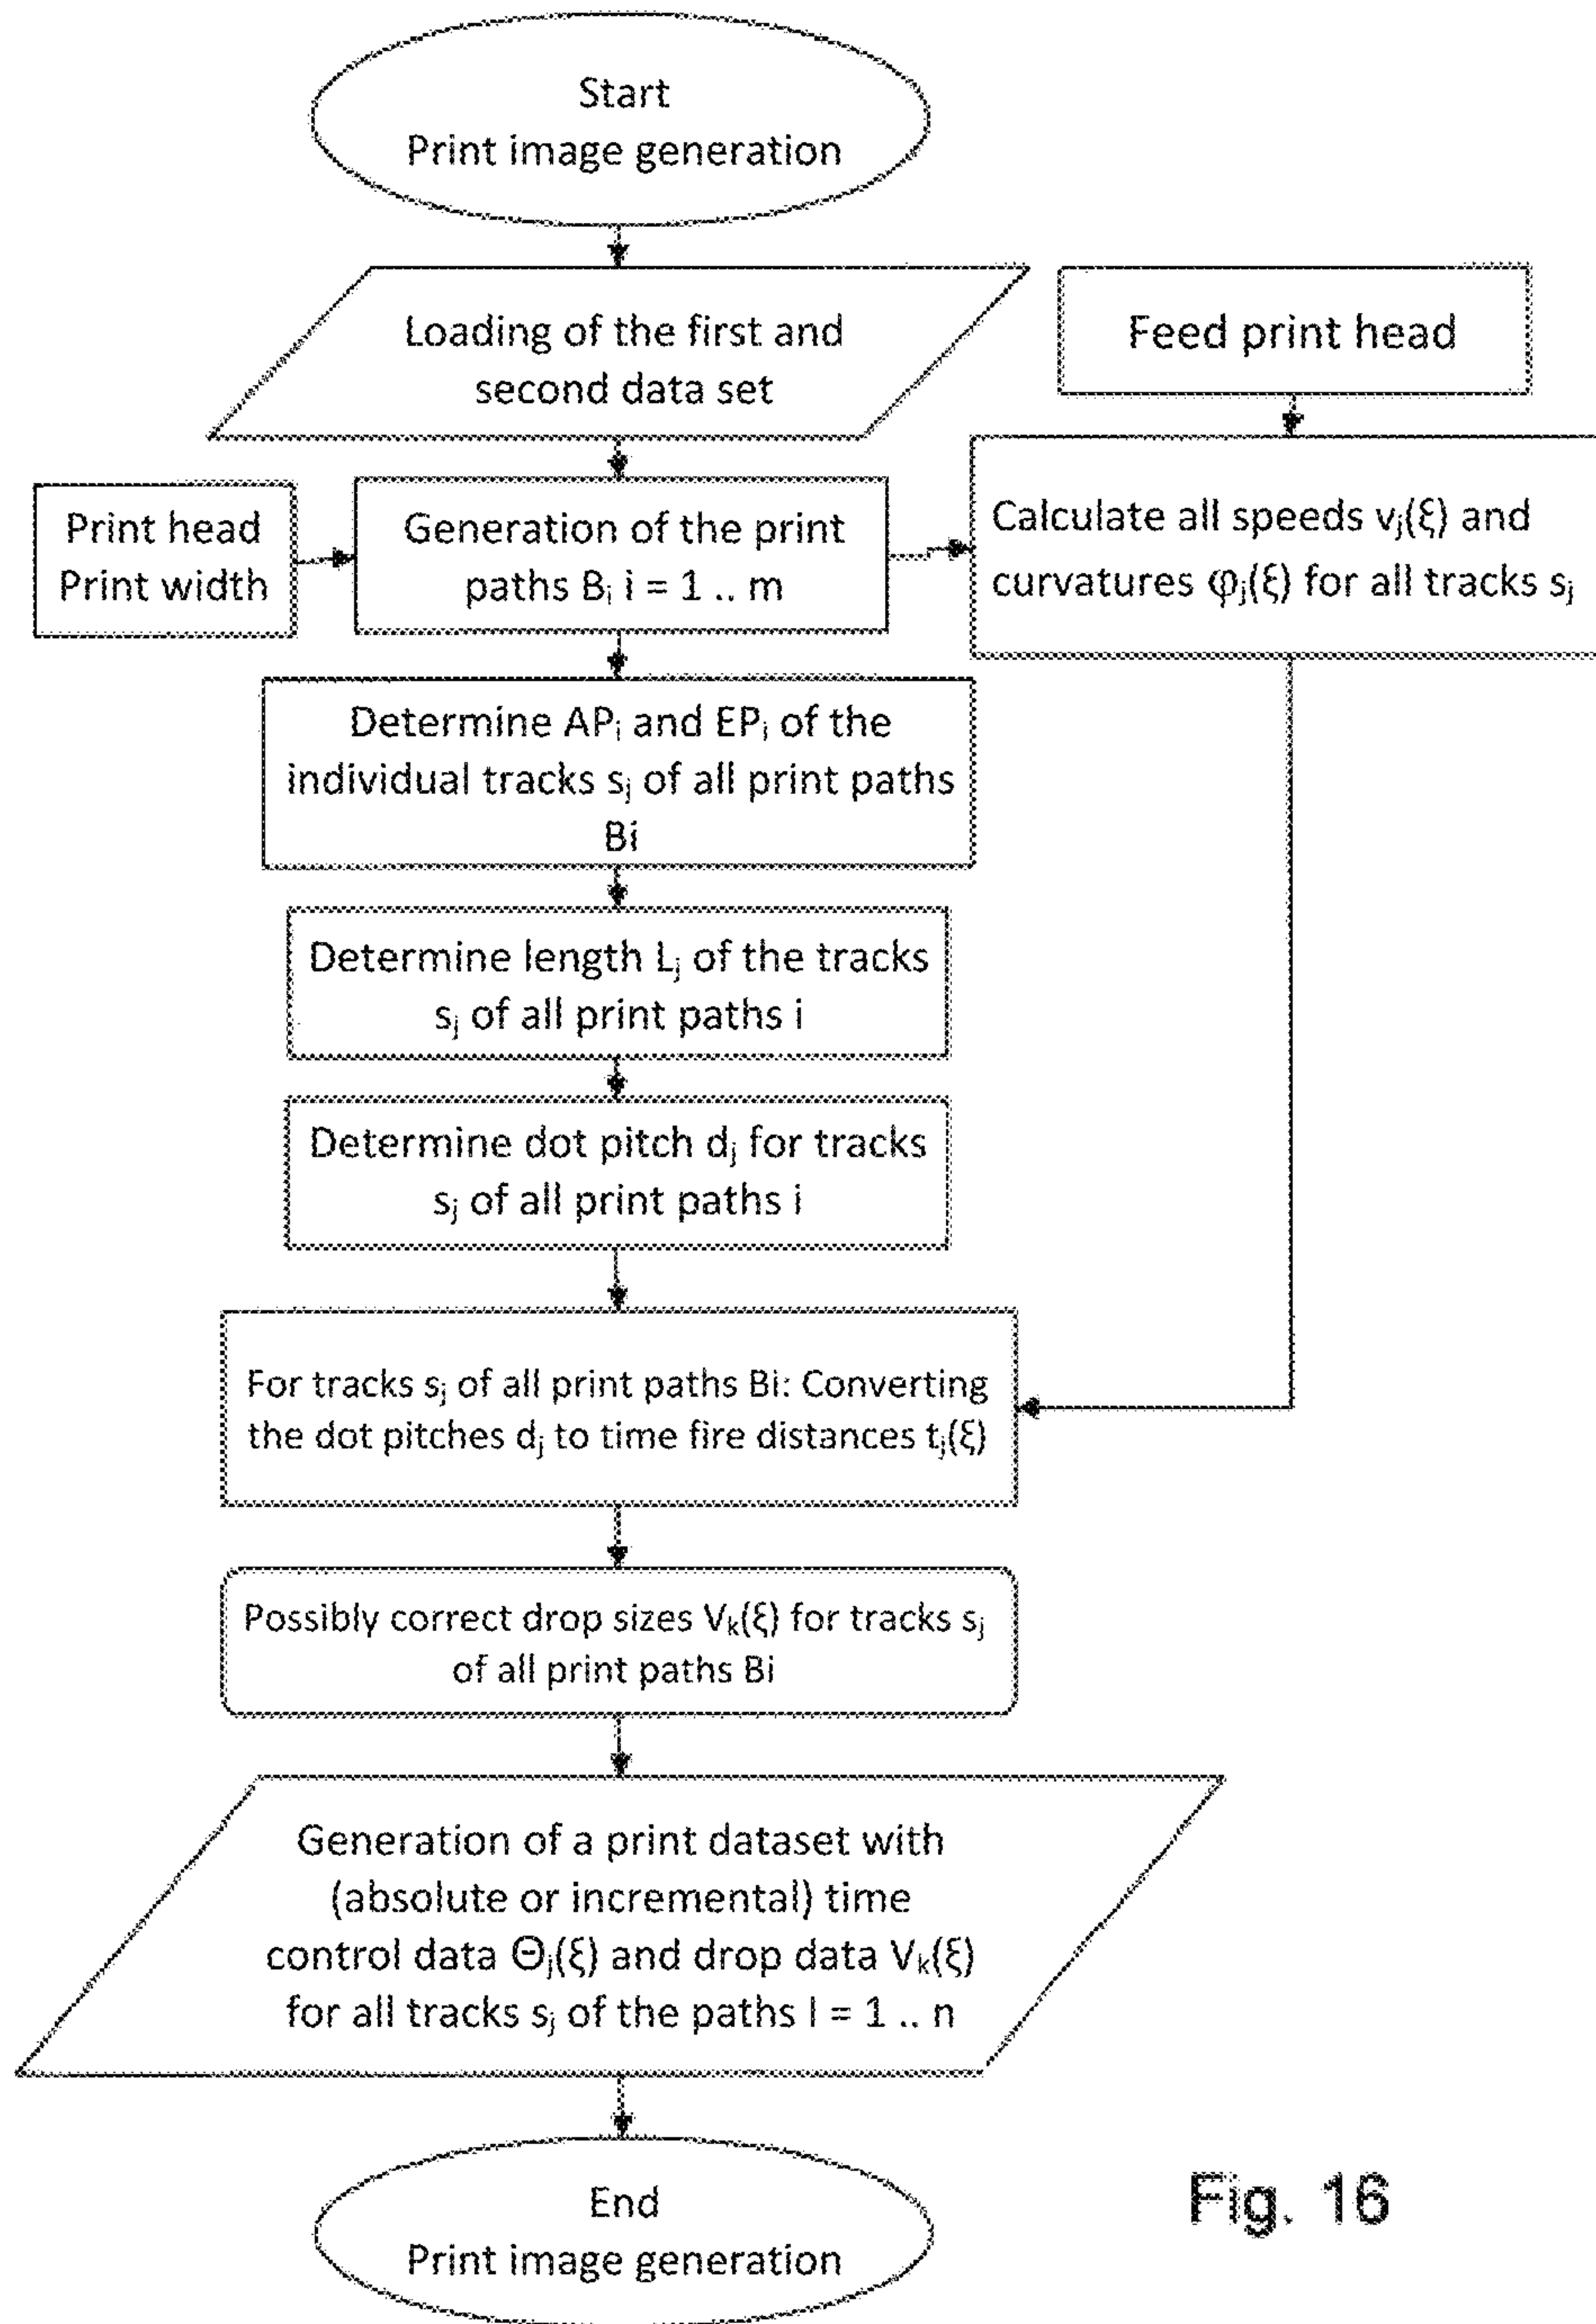 Start
Print image generation
Loading of the first and
second data set
Feed print head
Print head
Print width
Generation of the print
paths Bᵢ i = 1 .. m
Calculate all speeds vⱼ(ξ) and
curvatures φⱼ(ξ) for all tracks sⱼ
Determine APᵢ and EPᵢ of the
individual tracks sⱼ of all print paths
Bi
Determine length Lⱼ of the tracks
sⱼ of all print paths i
Determine dot pitch dⱼ for tracks
sⱼ of all print paths i
For tracks sⱼ of all print paths Bi: Converting
the dot pitches dⱼ to time fire distances tⱼ(ξ)
Possibly correct drop sizes Vₖ(ξ) for tracks sⱼ
of all print paths Bi
Generation of a print dataset with
(absolute or incremental) time
control data Θⱼ(ξ) and drop data Vₖ(ξ)
for all tracks sⱼ of the paths I = 1 .. n
End
Print image generation
Fig. 16